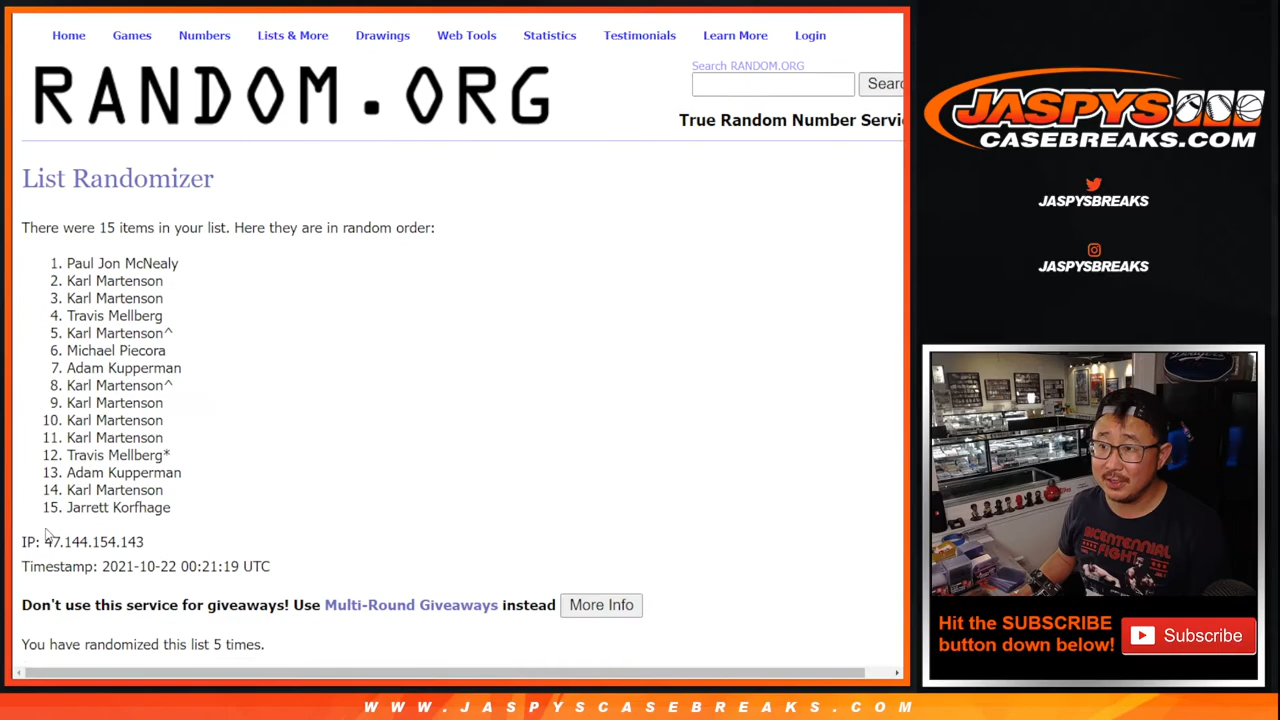 Home Games Numbers Lists & More Drawings Web Tools Statistics Testimonials Learn More Login
RANDOM.ORG
Search RANDOM.ORG
Searc
True Random Number Servic
List Randomizer
There were 15 items in your list. Here they are in random order:
1. Paul Jon McNealy
2. Karl Martenson
3. Karl Martenson
4. Travis Mellberg
5. Karl Martenson^
6. Michael Piecora
7. Adam Kupperman
8. Karl Martenson^
9. Karl Martenson
10. Karl Martenson
11. Karl Martenson
12. Travis Mellberg*
13. Adam Kupperman
14. Karl Martenson
15. Jarrett Korfhage
IP: 47.144.154.143
Timestamp: 2021-10-22 00:21:19 UTC
Don't use this service for giveaways! Use Multi-Round Giveaways instead More Info
You have randomized this list 5 times.
JASPYS
CASEBREAKS.COM
JASPYSBREAKS
JASPYSBREAKS
Dodgers
BICENTENNIAL
FIGHT
Hit the SUBSCRIBE
button down below!
Subscribe
WWW.JASPYSCASEBREAKS.COM